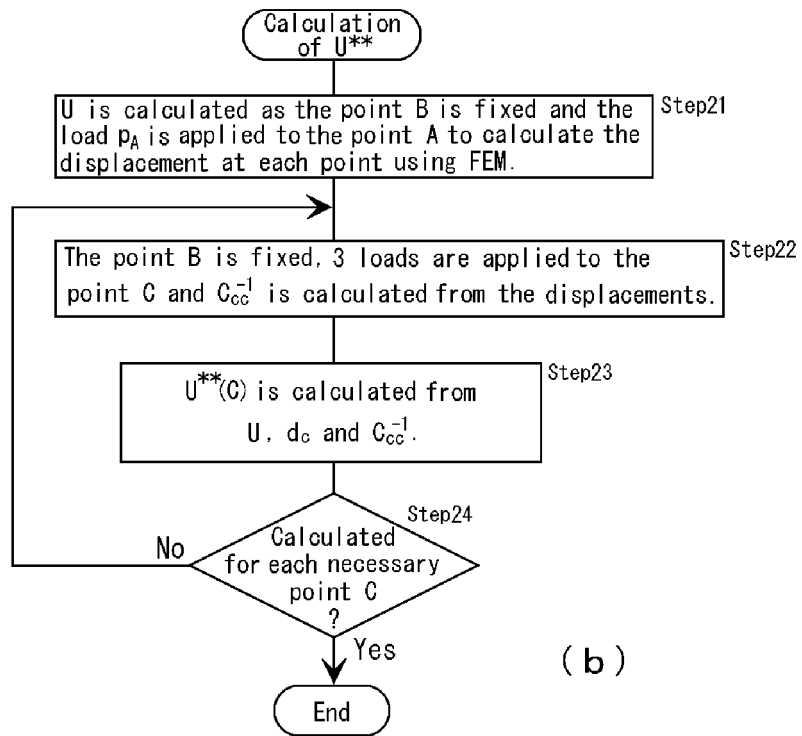 Calculation
of U**
U is calculated as the point B is fixed and the
load pA is applied to the point A to calculate the
displacement at each point using FEM.
Step21
The point B is fixed, 3 loads are applied to the
point C and Ccc⁻¹ is calculated from the displacements.
Step22
U**(C) is calculated from
U, dc and Ccc⁻¹.
Step23
Step24
Calculated
for each necessary
point C
?
No
Yes
End
(b)